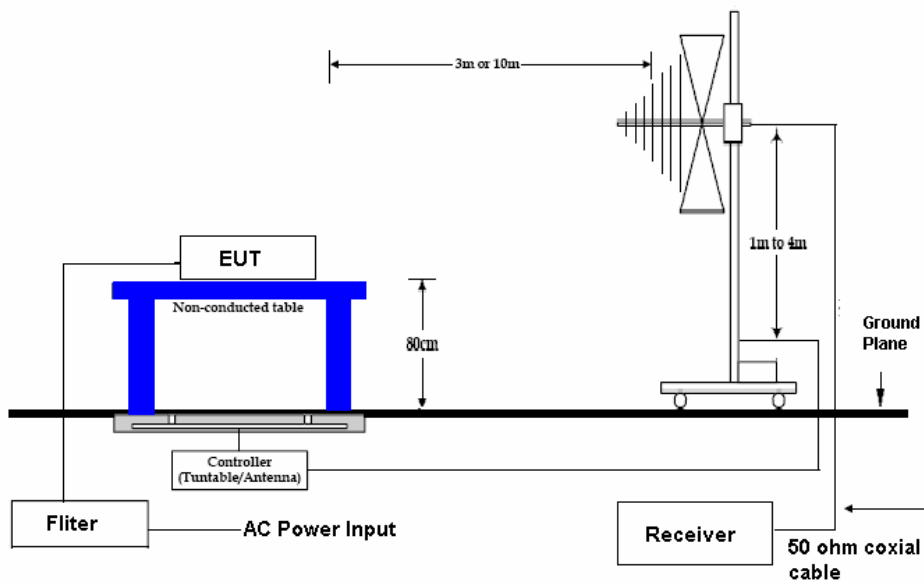 3m or 10m
EUT
1m to 4m
Non-conducted table
80cm
Ground
Plane
Controller
(Tuntable/Antenna)
Fliter
AC Power Input
Receiver
50 ohm coxial
cable